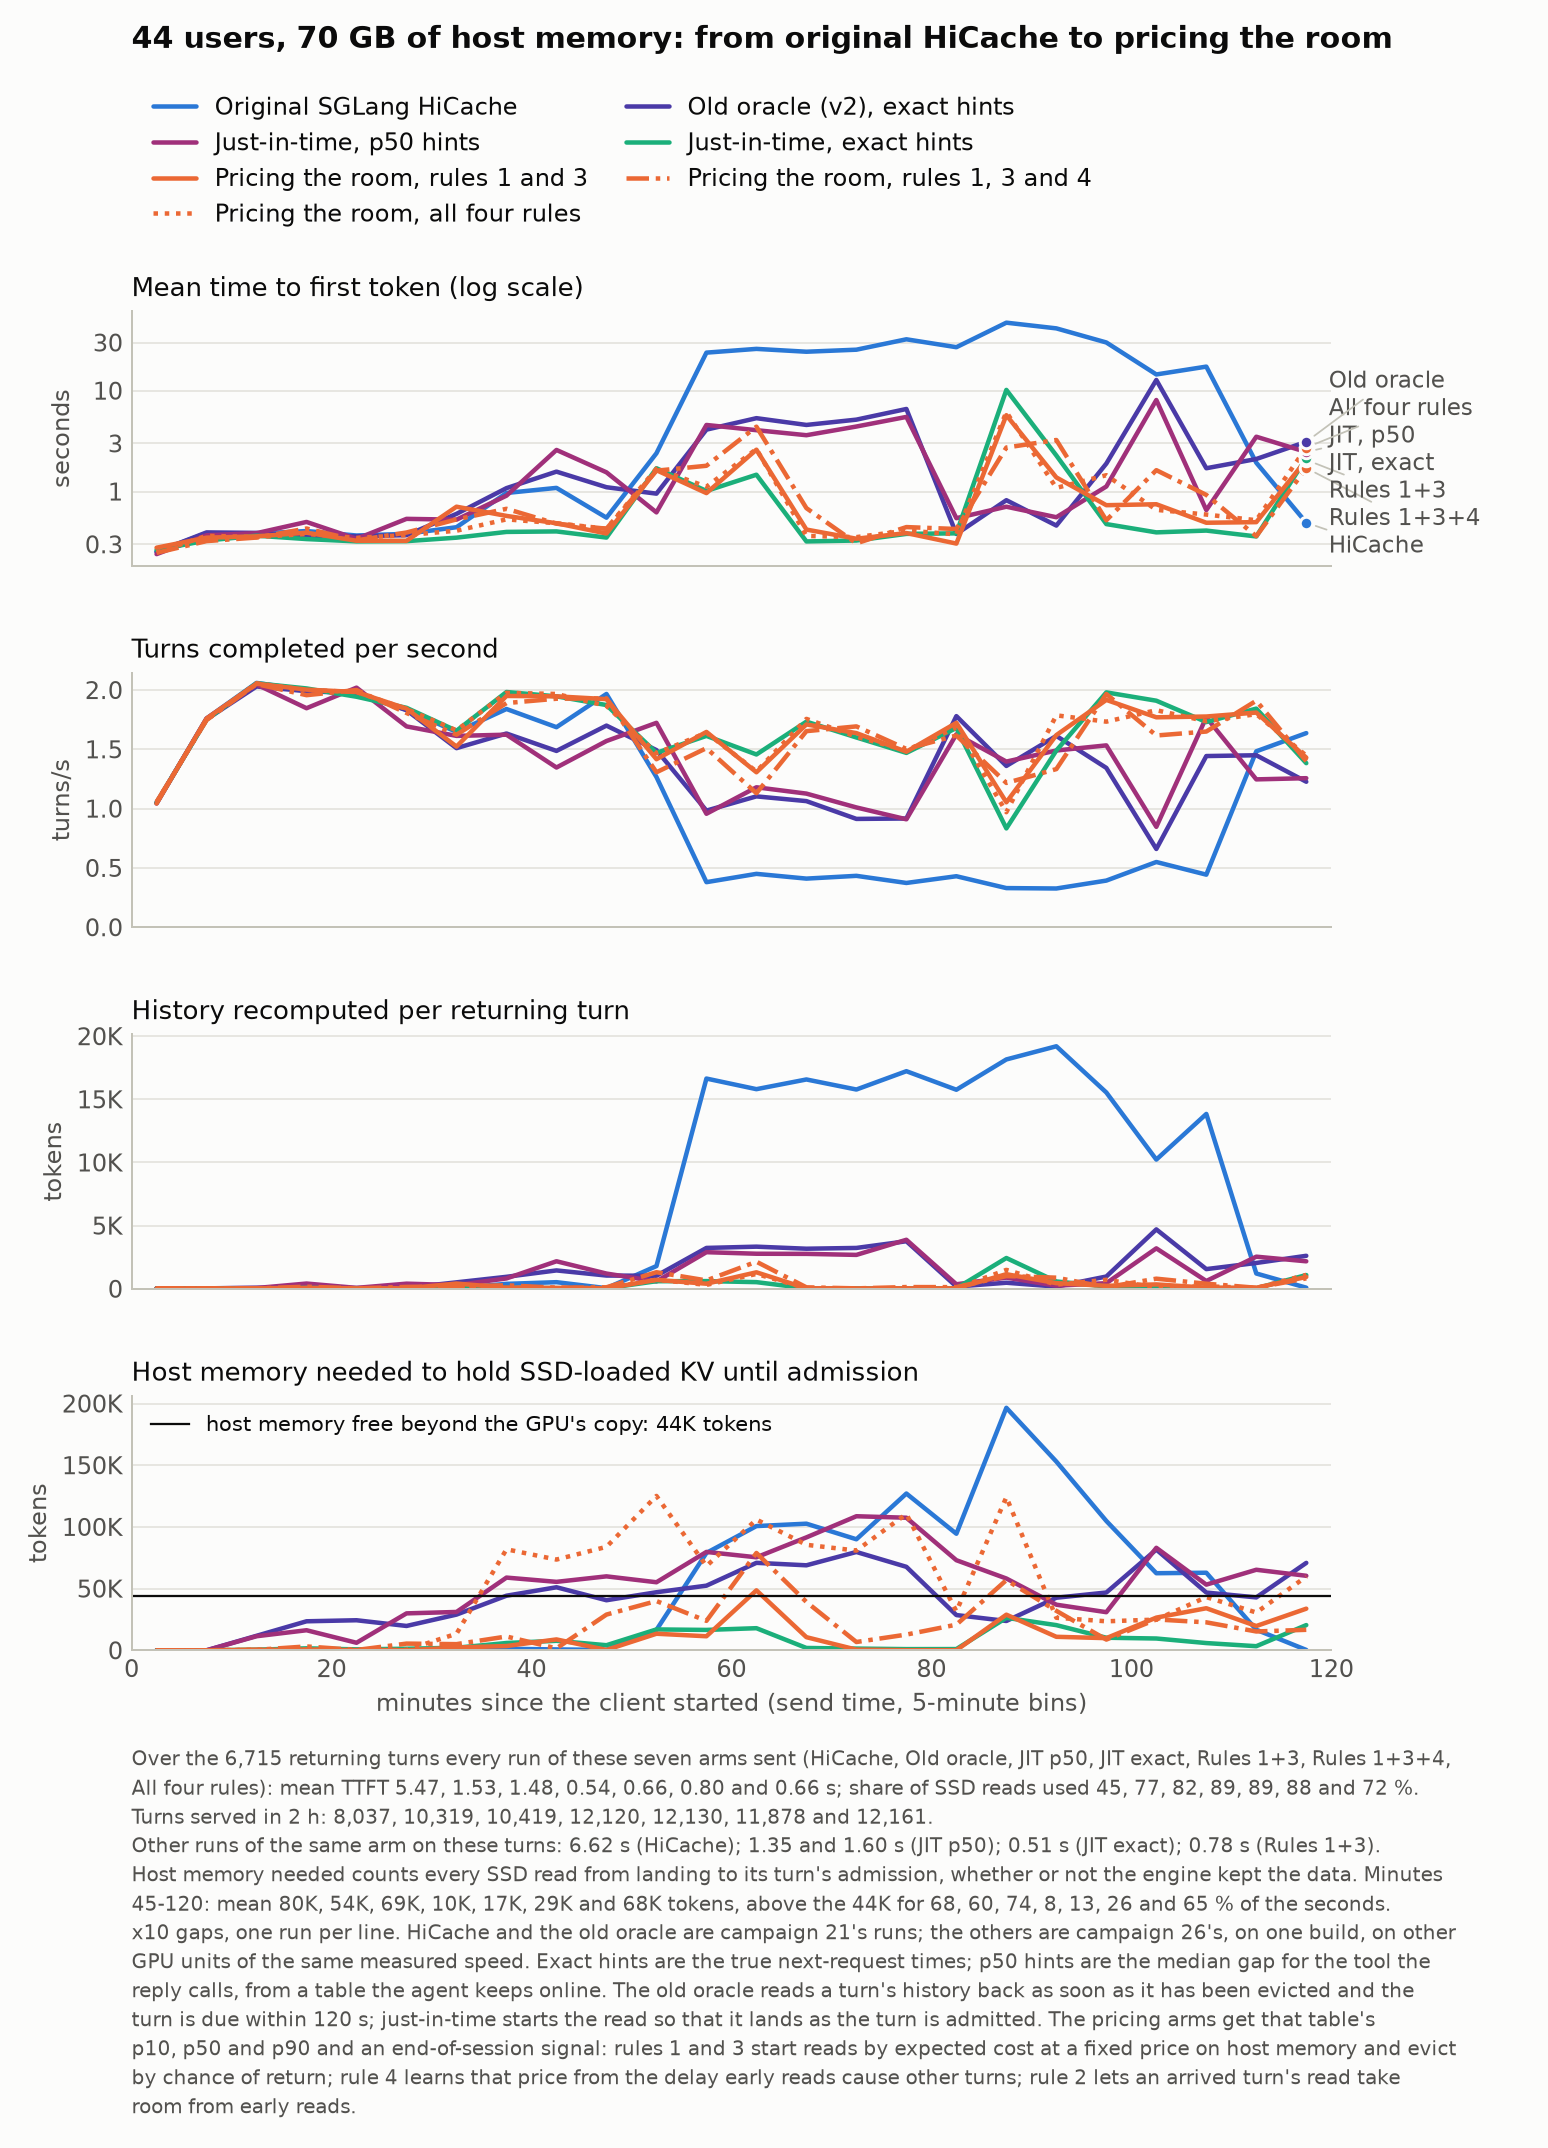 44 users, 70 GB of host memory: from original HiCache to pricing the room
Original SGLang HiCache
Old oracle (v2), exact hints
Just-in-time, p50 hints
Just-in-time, exact hints
Pricing the room, rules 1 and 3
Pricing the room, rules 1, 3 and 4
Pricing the room, all four rules
Mean time to first token (log scale)
seconds
30
10
3
1
0.3
Old oracle
All four rules
JIT, p50
JIT, exact
Rules 1+3
Rules 1+3+4
HiCache
Turns completed per second
turns/s
2.0
1.5
1.0
0.5
0.0
History recomputed per returning turn
tokens
20K
15K
10K
5K
0
Host memory needed to hold SSD-loaded KV until admission
tokens
200K
150K
100K
50K
0
host memory free beyond the GPU's copy: 44K tokens
0 20 40 60 80 100 120
minutes since the client started (send time, 5-minute bins)
Over the 6,715 returning turns every run of these seven arms sent (HiCache, Old oracle, JIT p50, JIT exact, Rules 1+3, Rules 1+3+4,
All four rules): mean TTFT 5.47, 1.53, 1.48, 0.54, 0.66, 0.80 and 0.66 s; share of SSD reads used 45, 77, 82, 89, 89, 88 and 72 %.
Turns served in 2 h: 8,037, 10,319, 10,419, 12,120, 12,130, 11,878 and 12,161.
Other runs of the same arm on these turns: 6.62 s (HiCache); 1.35 and 1.60 s (JIT p50); 0.51 s (JIT exact); 0.78 s (Rules 1+3).
Host memory needed counts every SSD read from landing to its turn's admission, whether or not the engine kept the data. Minutes
45-120: mean 80K, 54K, 69K, 10K, 17K, 29K and 68K tokens, above the 44K for 68, 60, 74, 8, 13, 26 and 65 % of the seconds.
x10 gaps, one run per line. HiCache and the old oracle are campaign 21's runs; the others are campaign 26's, on one build, on other
GPU units of the same measured speed. Exact hints are the true next-request times; p50 hints are the median gap for the tool the
reply calls, from a table the agent keeps online. The old oracle reads a turn's history back as soon as it has been evicted and the
turn is due within 120 s; just-in-time starts the read so that it lands as the turn is admitted. The pricing arms get that table's
p10, p50 and p90 and an end-of-session signal: rules 1 and 3 start reads by expected cost at a fixed price on host memory and evict
by chance of return; rule 4 learns that price from the delay early reads cause other turns; rule 2 lets an arrived turn's read take
room from early reads.